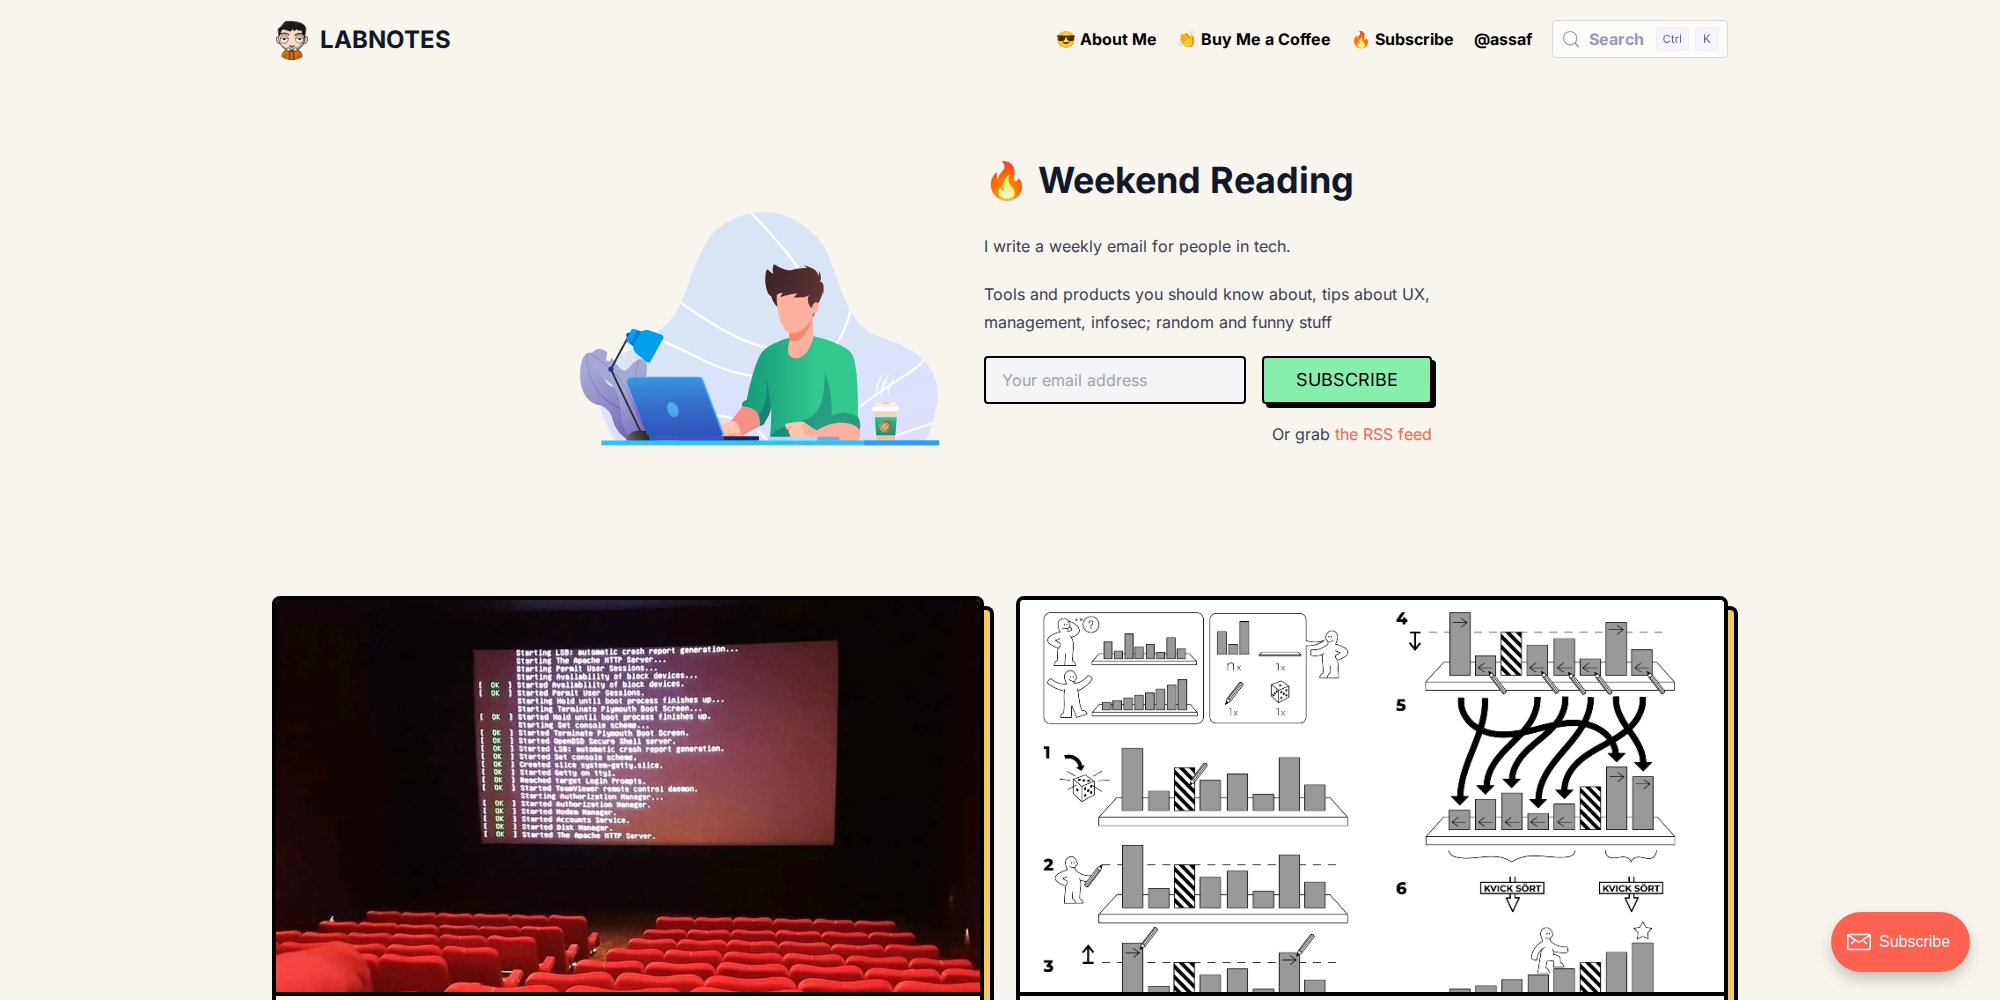 LABNOTES
😎 About Me
👏 Buy Me a Coffee
🔥 Subscribe
@assaf
Search
Ctrl
K
🔥 Weekend Reading
I write a weekly email for people in tech.
Tools and products you should know about, tips about UX,
management, infosec; random and funny stuff
Your email address
SUBSCRIBE
Or grab the RSS feed
Starting LSB: automatic crash report generation...
Starting The Apache HTTP Server...
Starting Permit User Sessions...
Starting Availability of block devices...
[ OK ] Started Availability of block devices.
[ OK ] Started Permit User Sessions.
Starting Hold until boot process finishes up...
Starting Terminate Plymouth Boot Screen...
[ OK ] Started Hold until boot process finishes up.
Starting Set console scheme...
[ OK ] Started Terminate Plymouth Boot Screen.
[ OK ] Started OpenBSD Secure Shell server.
[ OK ] Started LSB: automatic crash report generation.
[ OK ] Started Set console scheme.
[ OK ] Created slice system-getty.slice.
[ OK ] Started Getty on tty1.
[ OK ] Reached target Login Prompts.
[ OK ] Started TeamViewer remote control daemon.
Starting Authorization Manager...
[ OK ] Started Authorization Manager.
[ OK ] Started Modem Manager.
[ OK ] Started Accounts Service.
[ OK ] Started Disk Manager.
[ OK ] Started The Apache HTTP Server.
?
n x
1x
1x
1x
1
2
3
4
5
6
KVICK SÖRT
KVICK SÖRT
Subscribe